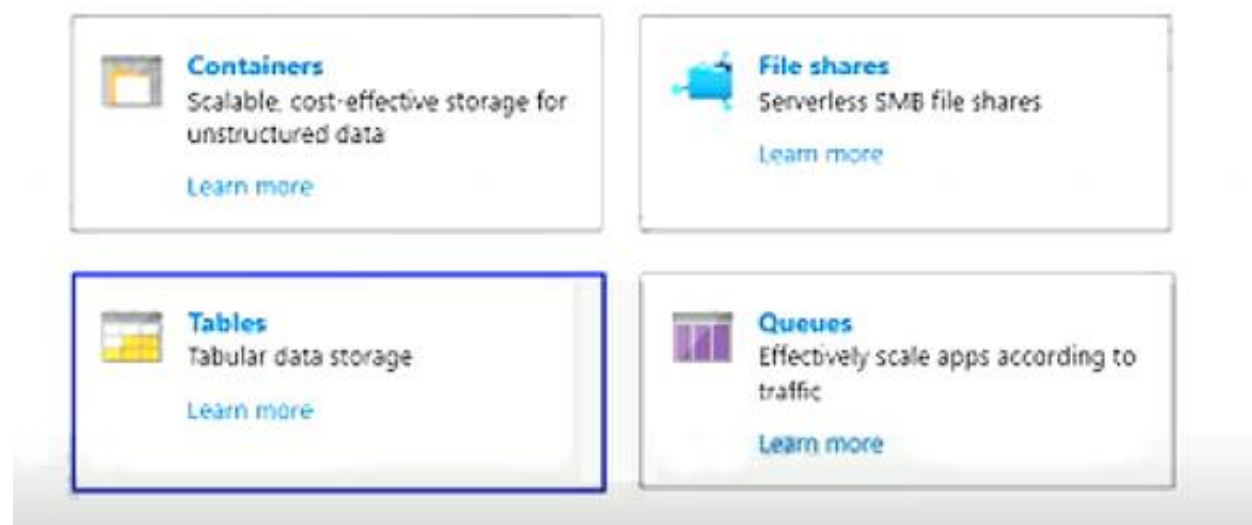 Containers
Scalable, cost-effective storage for
unstructured data
Learn more
File shares
Serverless SMB file shares
Learn more
Tables
Tabular data storage
Learn more
Queues
Effectively scale apps according to
traffic
Learn more